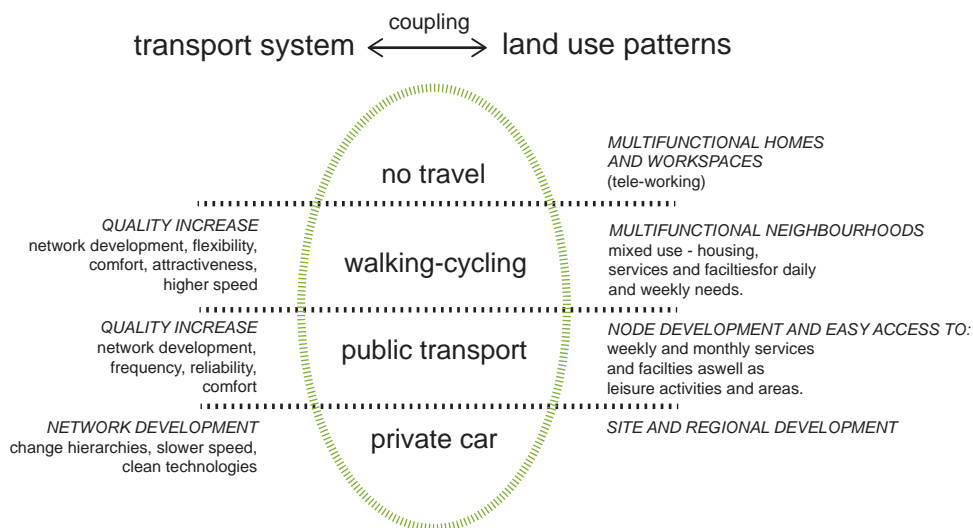 coupling
transport system
land use patterns
no travel
MULTIFUNCTIONAL HOMES
AND WORKSPACES
(tele-working)
QUALITY INCREASE
network development, flexibility,
comfort, attractiveness,
higher speed
walking-cycling
MULTIFUNCTIONAL NEIGHBOURHOODS
mixed use - housing,
services and faciltiesfor daily
and weekly needs.
QUALITY INCREASE
network development,
frequency, reliability,
comfort
public transport
NODE DEVELOPMENT AND EASY ACCESS TO:
weekly and monthly services
and facilties aswell as
leisure activities and areas.
NETWORK DEVELOPMENT
change hierarchies, slower speed,
clean technologies
private car
SITE AND REGIONAL DEVELOPMENT